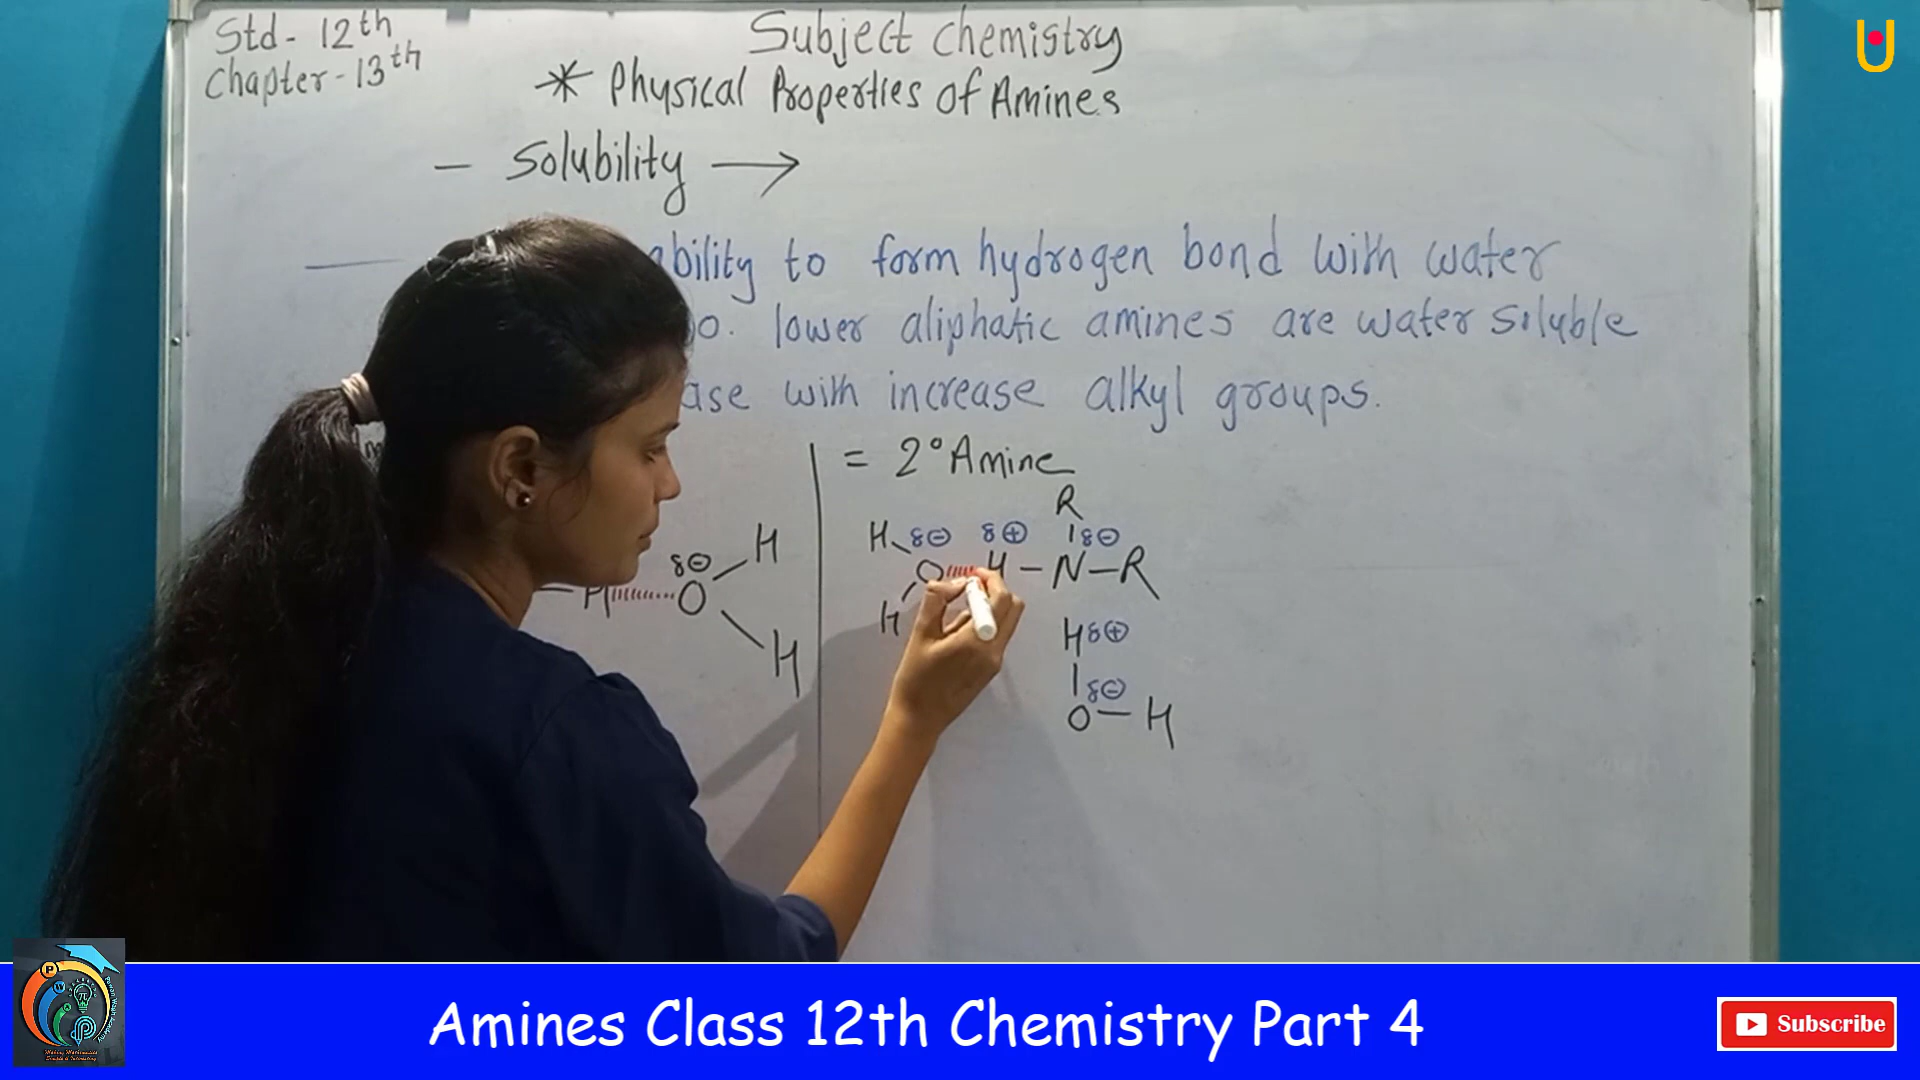 Std - 12th
Chapter - 13th
Subject Chemistry
* Physical Properties Of Amines
- Solubility →
ability to form hydrogen bond with water
lower aliphatic amines are water soluble
with increase alkyl groups.
= 2° Amine
R
H δ⊖ δ⊕ δ⊖
O H - N - R
H
H δ⊕
δ⊖
O - H
δ⊖ H
H O
H
Amines Class 12th Chemistry Part 4
Subscribe